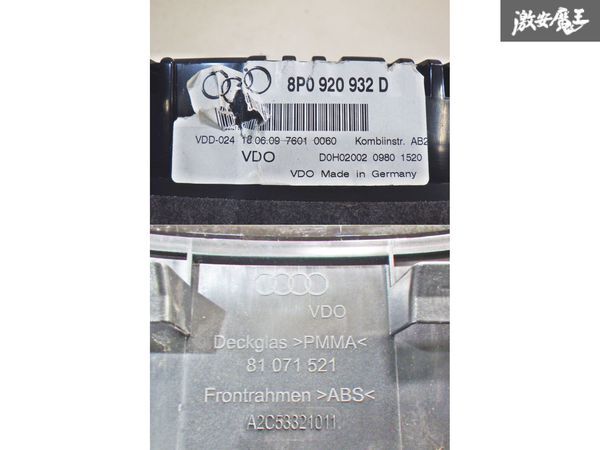 激安魔王
8P0 920 932 D
VDD-024 18.06.09 7601 0060 Kombiinstr. AB2
VDO D0H02002 0980 1520
VDO Made in Germany
VDO
Deckglas >PMMA<
81 071 521
Frontrahmen >ABS<
A2C53321011